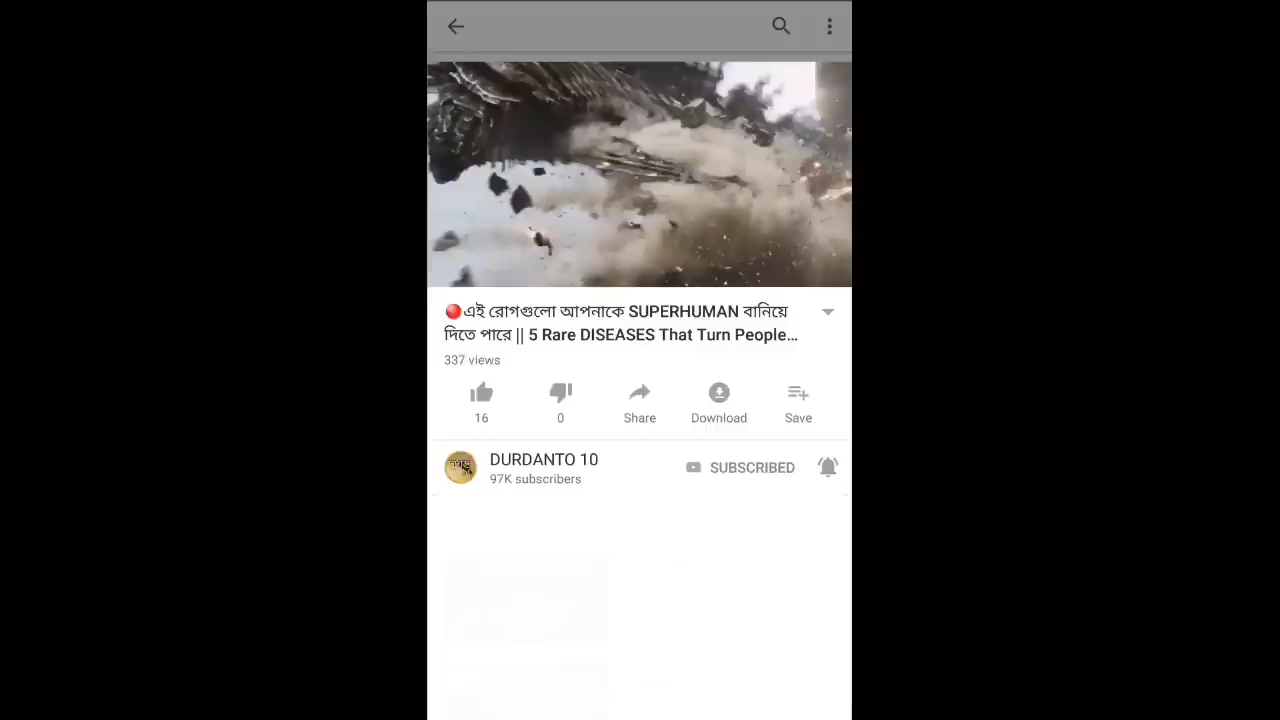 🔴এই রোগগুলো আপনাকে SUPERHUMAN বানিয়ে
দিতে পারে || 5 Rare DISEASES That Turn People...
337 views
16
0
Share
Download
Save
DURDANTO 10
SUBSCRIBED
97K subscribers